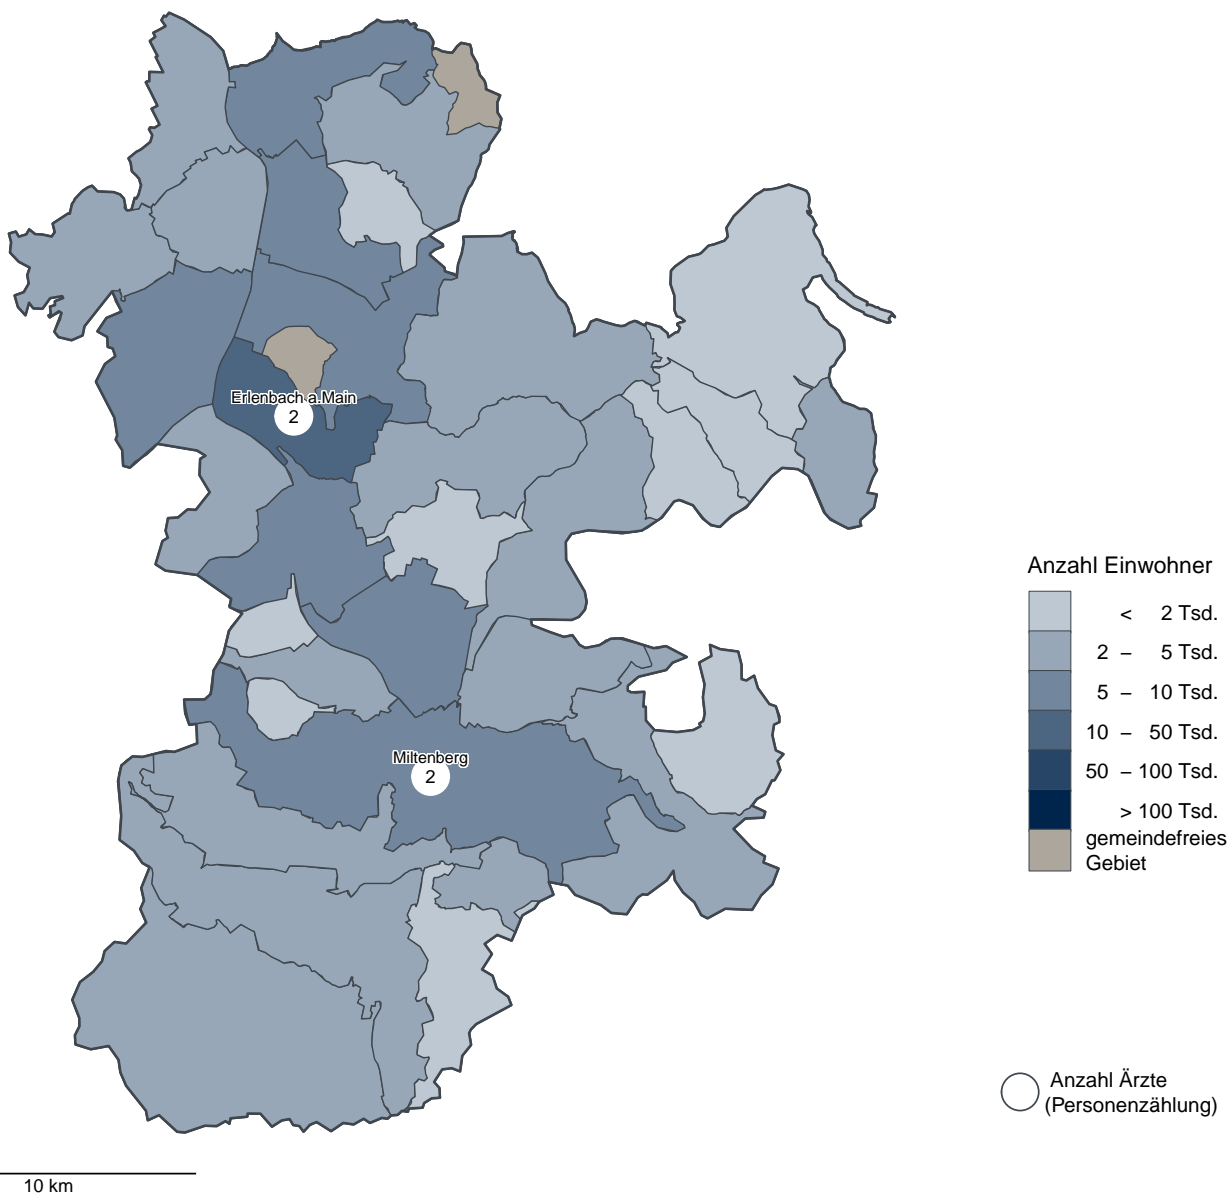 Erlenbach a.Main
2
Miltenberg
2
Anzahl Einwohner
< 2 Tsd.
2 – 5 Tsd.
5 – 10 Tsd.
10 – 50 Tsd.
50 – 100 Tsd.
> 100 Tsd.
gemeindefreies
Gebiet
Anzahl Ärzte
(Personenzählung)
10 km